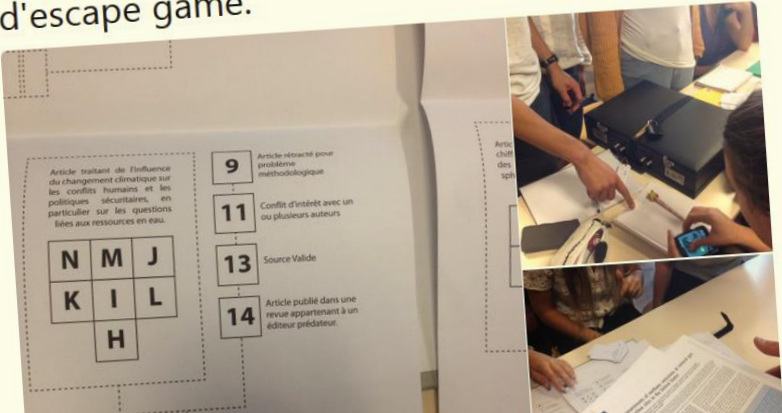 d'escape game.
Article traitant de l'influence
du changement climatique sur
les conflits humains et les
politiques sécuritaires, en
particulier sur les questions
liées aux ressources en eau.
N M J
K I L
H
9 Article rétracté pour
problème
méthodologique
11 Conflit d'intérêt avec un
ou plusieurs auteurs
13 Source Valide
14 Article publié dans une
revue appartenant à un
éditeur prédateur.